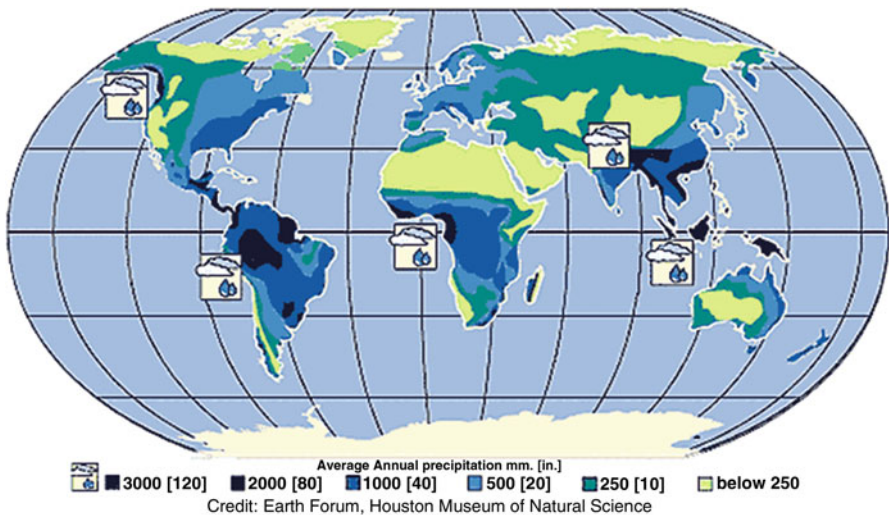 Average Annual precipitation mm. [in.]
3000 [120] 2000 [80] 1000 [40] 500 [20] 250 [10] below 250
Credit: Earth Forum, Houston Museum of Natural Science